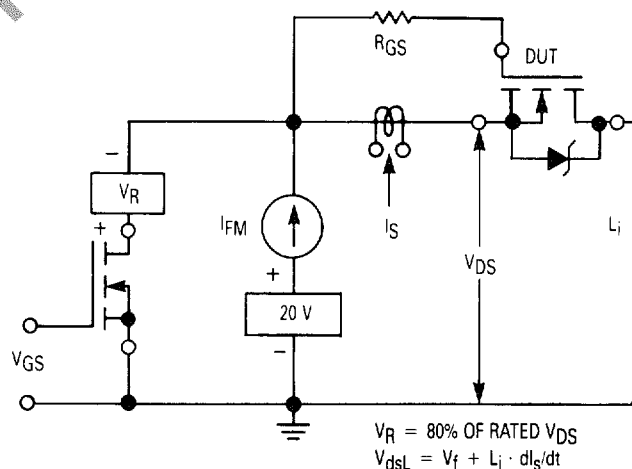 RGS
DUT
−
VR
+
IFM
IS
Li
VDS
+
20 V
−
VGS
VR = 80% OF RATED VDS
VdsL = Vf + Li · dIs/dt